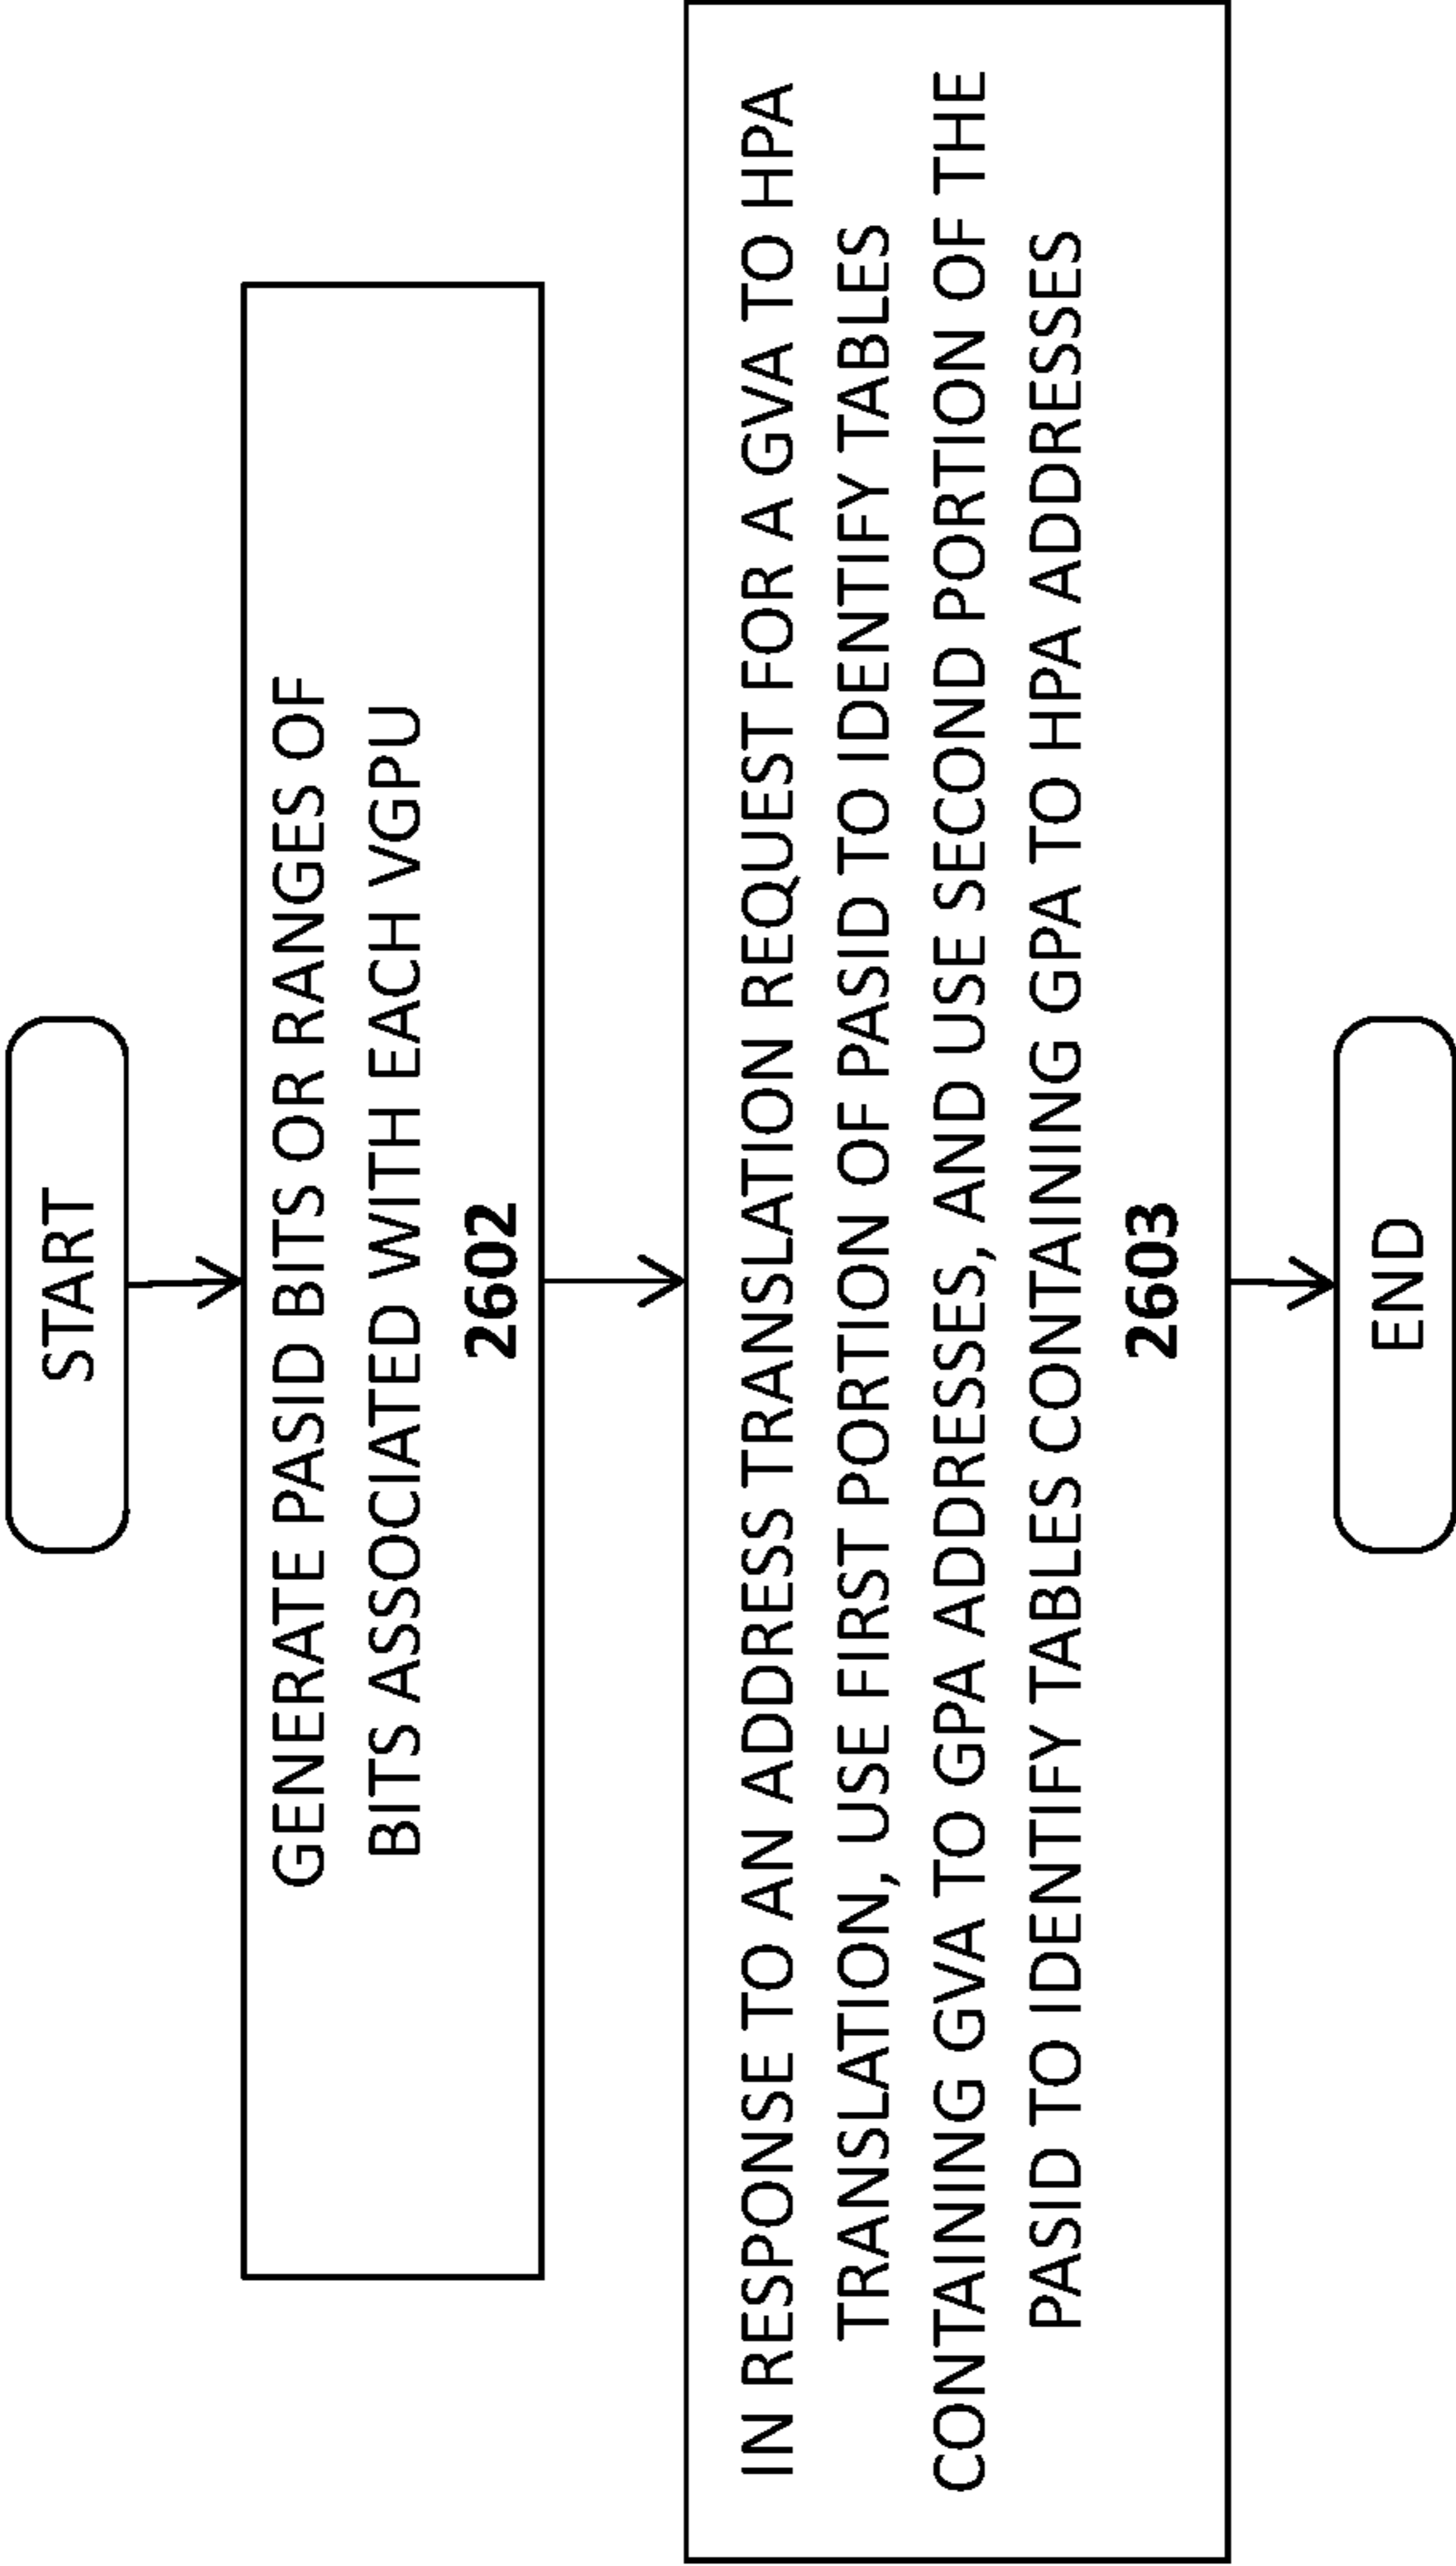 START
GENERATE PASID BITS OR RANGES OF
BITS ASSOCIATED WITH EACH VGPU
2602
IN RESPONSE TO AN ADDRESS TRANSLATION REQUEST FOR A GVA TO HPA
TRANSLATION, USE FIRST PORTION OF PASID TO IDENTIFY TABLES
CONTAINING GVA TO GPA ADDRESSES, AND USE SECOND PORTION OF THE
PASID TO IDENTIFY TABLES CONTAINING GPA TO HPA ADDRESSES
2603
END